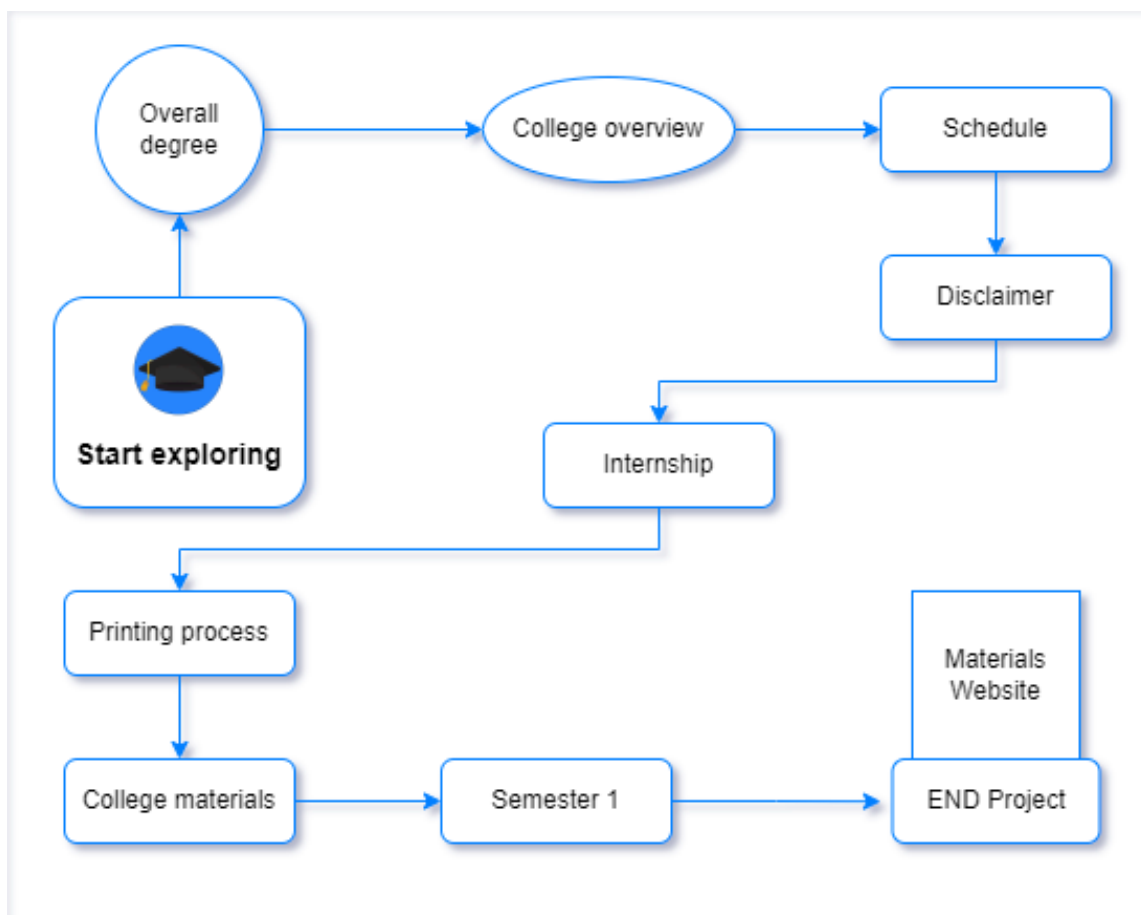 Overall
degree
College overview
Schedule
Disclaimer
Start exploring
Internship
Printing process
Materials
Website
College materials
Semester 1
END Project